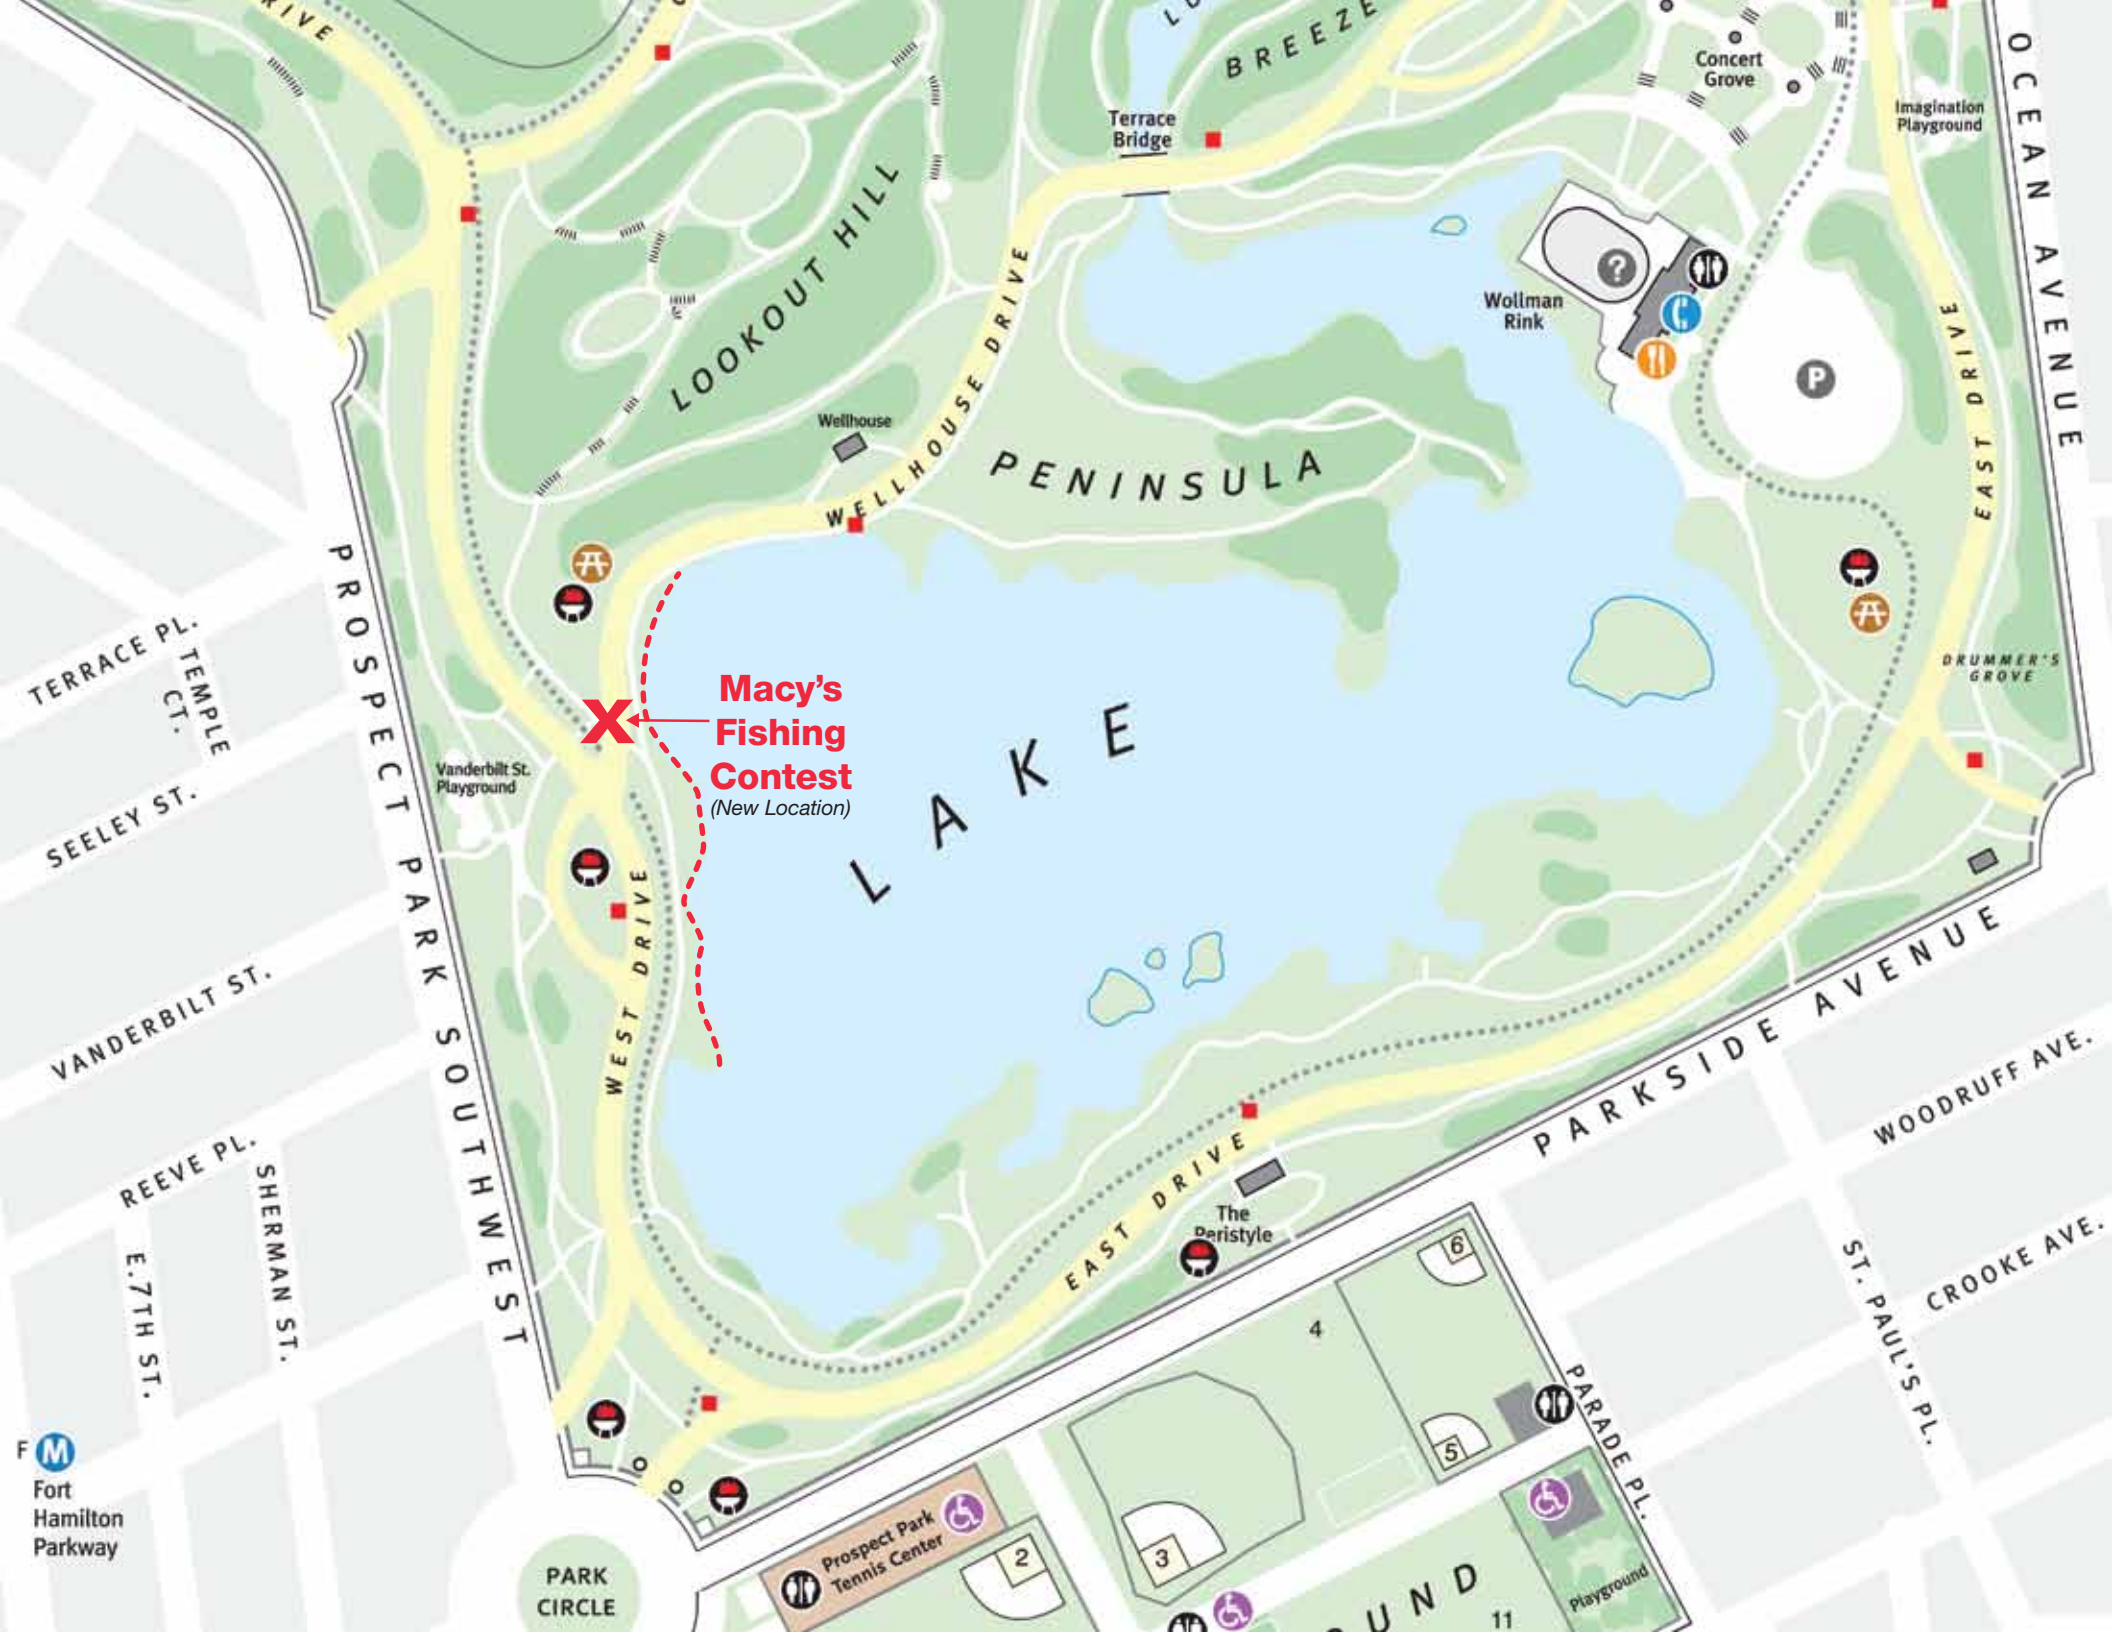 RIVE
LU
BREEZE
Concert
Grove
Imagination
Playground
OCEAN AVENUE
Terrace
Bridge
LOOKOUT HILL
WELLHOUSE DRIVE
Wollman
Rink
?
P
EAST DRIVE
Wellhouse
PENINSULA
PROSPECT PARK SOUTHWEST
TERRACE PL.
TEMPLE
CT.
SEELEY ST.
Vanderbilt St.
Playground
X
Macy's
Fishing
Contest
(New Location)
LAKE
DRUMMER'S
GROVE
WEST DRIVE
VANDERBILT ST.
REEVE PL.
SHERMAN ST.
E.7TH ST.
PARKSIDE AVENUE
WOODRUFF AVE.
CROOKE AVE.
ST. PAUL'S PL.
EAST DRIVE
The
Peristyle
PARADE PL.
6
4
5
3
2
11
F M
Fort
Hamilton
Parkway
PARK
CIRCLE
Prospect Park
Tennis Center
Playground
OUND